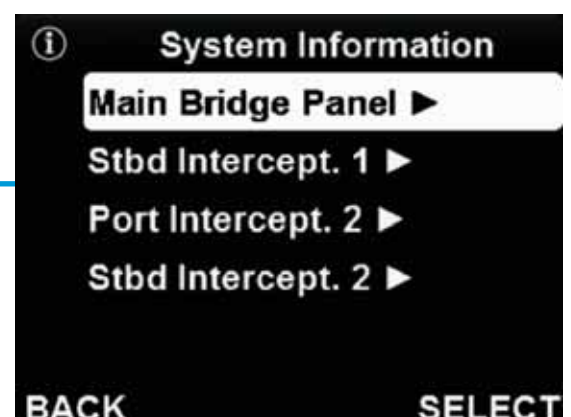 System Information
Main Bridge Panel ►
Stbd Intercept. 1 ►
Port Intercept. 2 ►
Stbd Intercept. 2 ►
BACK SELECT